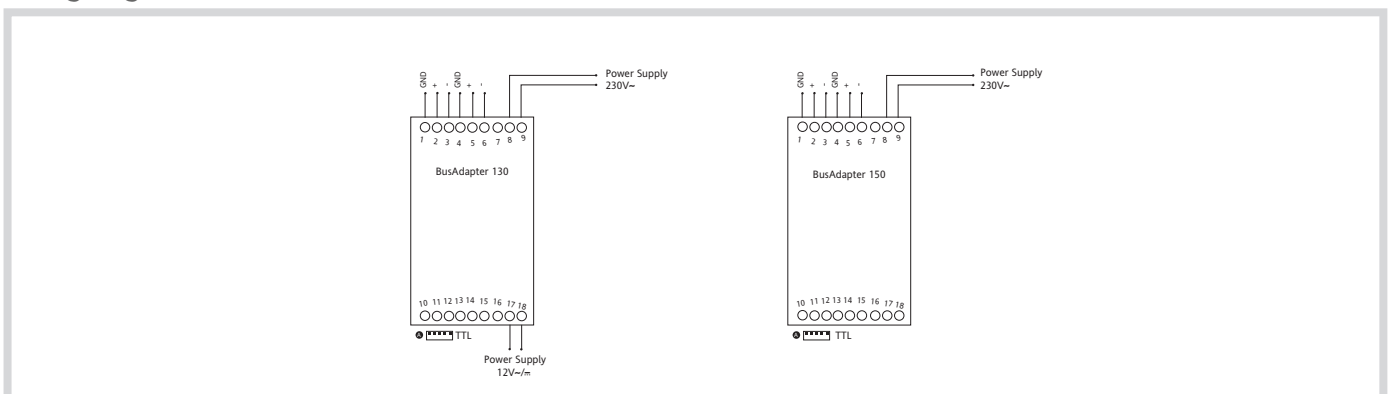 GND + - GND + -
Power Supply
230V~
1 2 3 4 5 6 7 8 9
BusAdapter 130
10 11 12 13 14 15 16 17 18
A TTL
Power Supply
12V~/⎓
GND + - GND + -
Power Supply
230V~
1 2 3 4 5 6 7 8 9
BusAdapter 150
10 11 12 13 14 15 16 17 18
A TTL